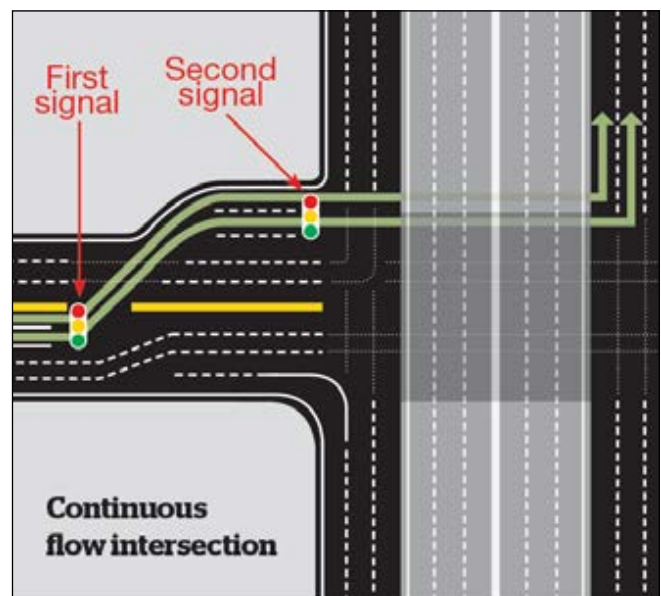 First
signal
Second
signal
Continuous
flow intersection